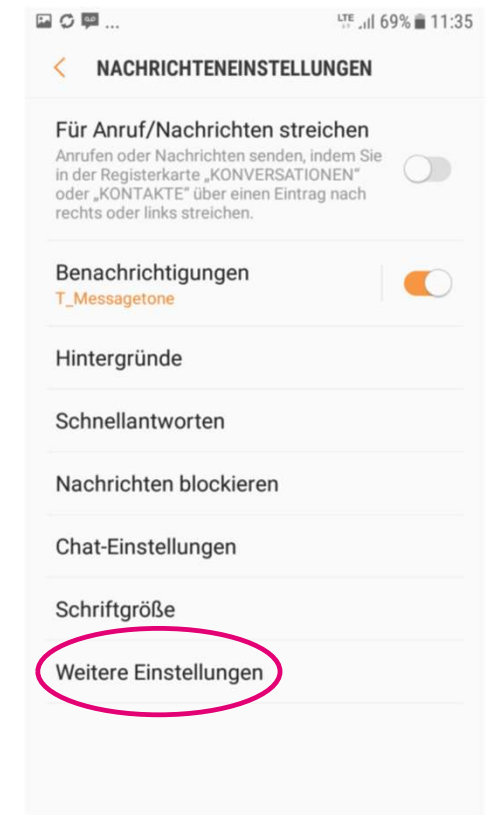 ... LTE 69% 11:35
NACHRICHTENEINSTELLUNGEN
Für Anruf/Nachrichten streichen
Anrufen oder Nachrichten senden, indem Sie
in der Registerkarte „KONVERSATIONEN"
oder „KONTAKTE" über einen Eintrag nach
rechts oder links streichen.
Benachrichtigungen
T_Messagetone
Hintergründe
Schnellantworten
Nachrichten blockieren
Chat-Einstellungen
Schriftgröße
Weitere Einstellungen